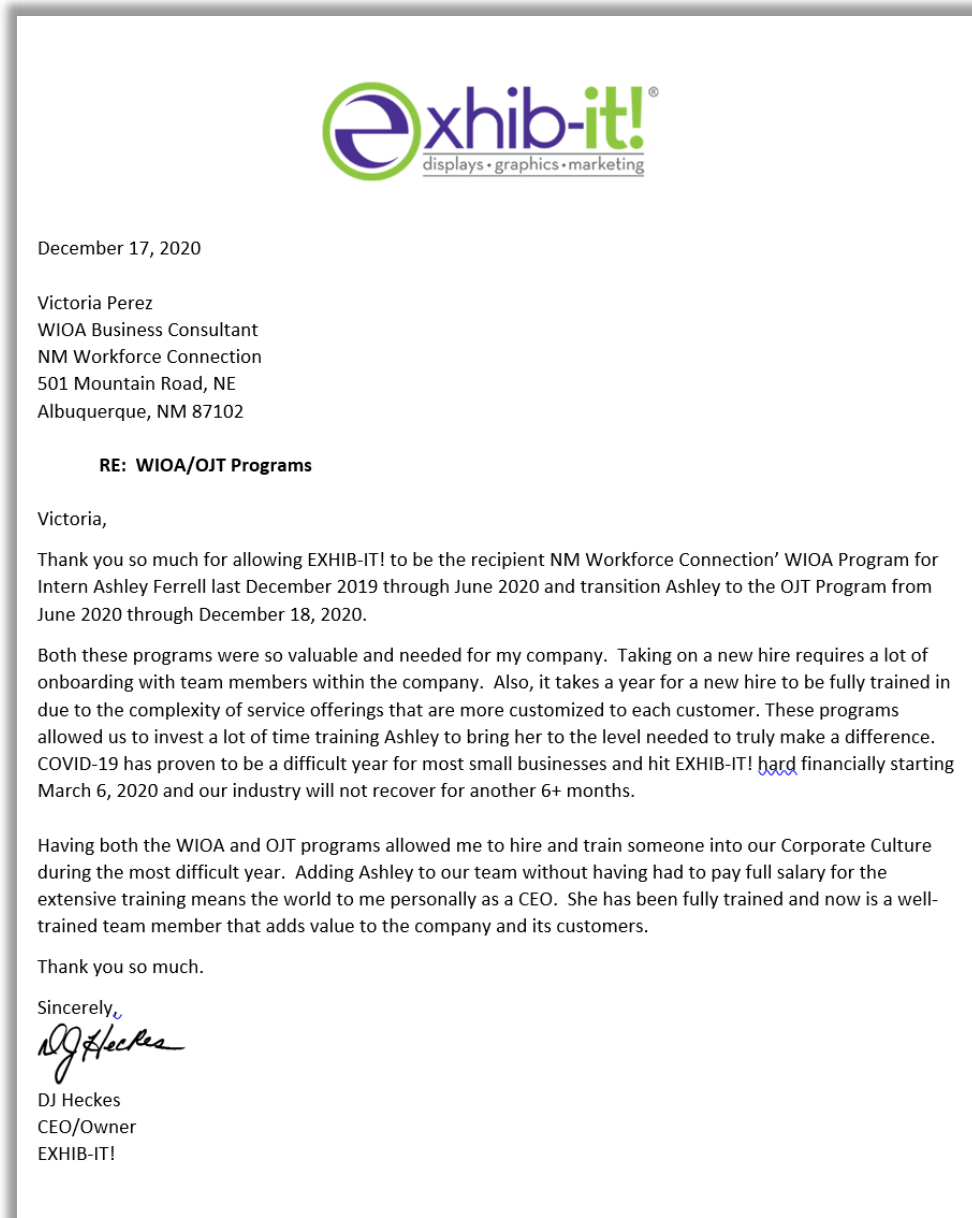 exhib-it!®
displays • graphics • marketing
December 17, 2020
Victoria Perez
WIOA Business Consultant
NM Workforce Connection
501 Mountain Road, NE
Albuquerque, NM 87102
RE: WIOA/OJT Programs
Victoria,
Thank you so much for allowing EXHIB-IT! to be the recipient NM Workforce Connection’ WIOA Program for
Intern Ashley Ferrell last December 2019 through June 2020 and transition Ashley to the OJT Program from
June 2020 through December 18, 2020.
Both these programs were so valuable and needed for my company. Taking on a new hire requires a lot of
onboarding with team members within the company. Also, it takes a year for a new hire to be fully trained in
due to the complexity of service offerings that are more customized to each customer. These programs
allowed us to invest a lot of time training Ashley to bring her to the level needed to truly make a difference.
COVID-19 has proven to be a difficult year for most small businesses and hit EXHIB-IT! hard financially starting
March 6, 2020 and our industry will not recover for another 6+ months.
Having both the WIOA and OJT programs allowed me to hire and train someone into our Corporate Culture
during the most difficult year. Adding Ashley to our team without having had to pay full salary for the
extensive training means the world to me personally as a CEO. She has been fully trained and now is a well-
trained team member that adds value to the company and its customers.
Thank you so much.
Sincerely,
DJ Heckes
DJ Heckes
CEO/Owner
EXHIB-IT!